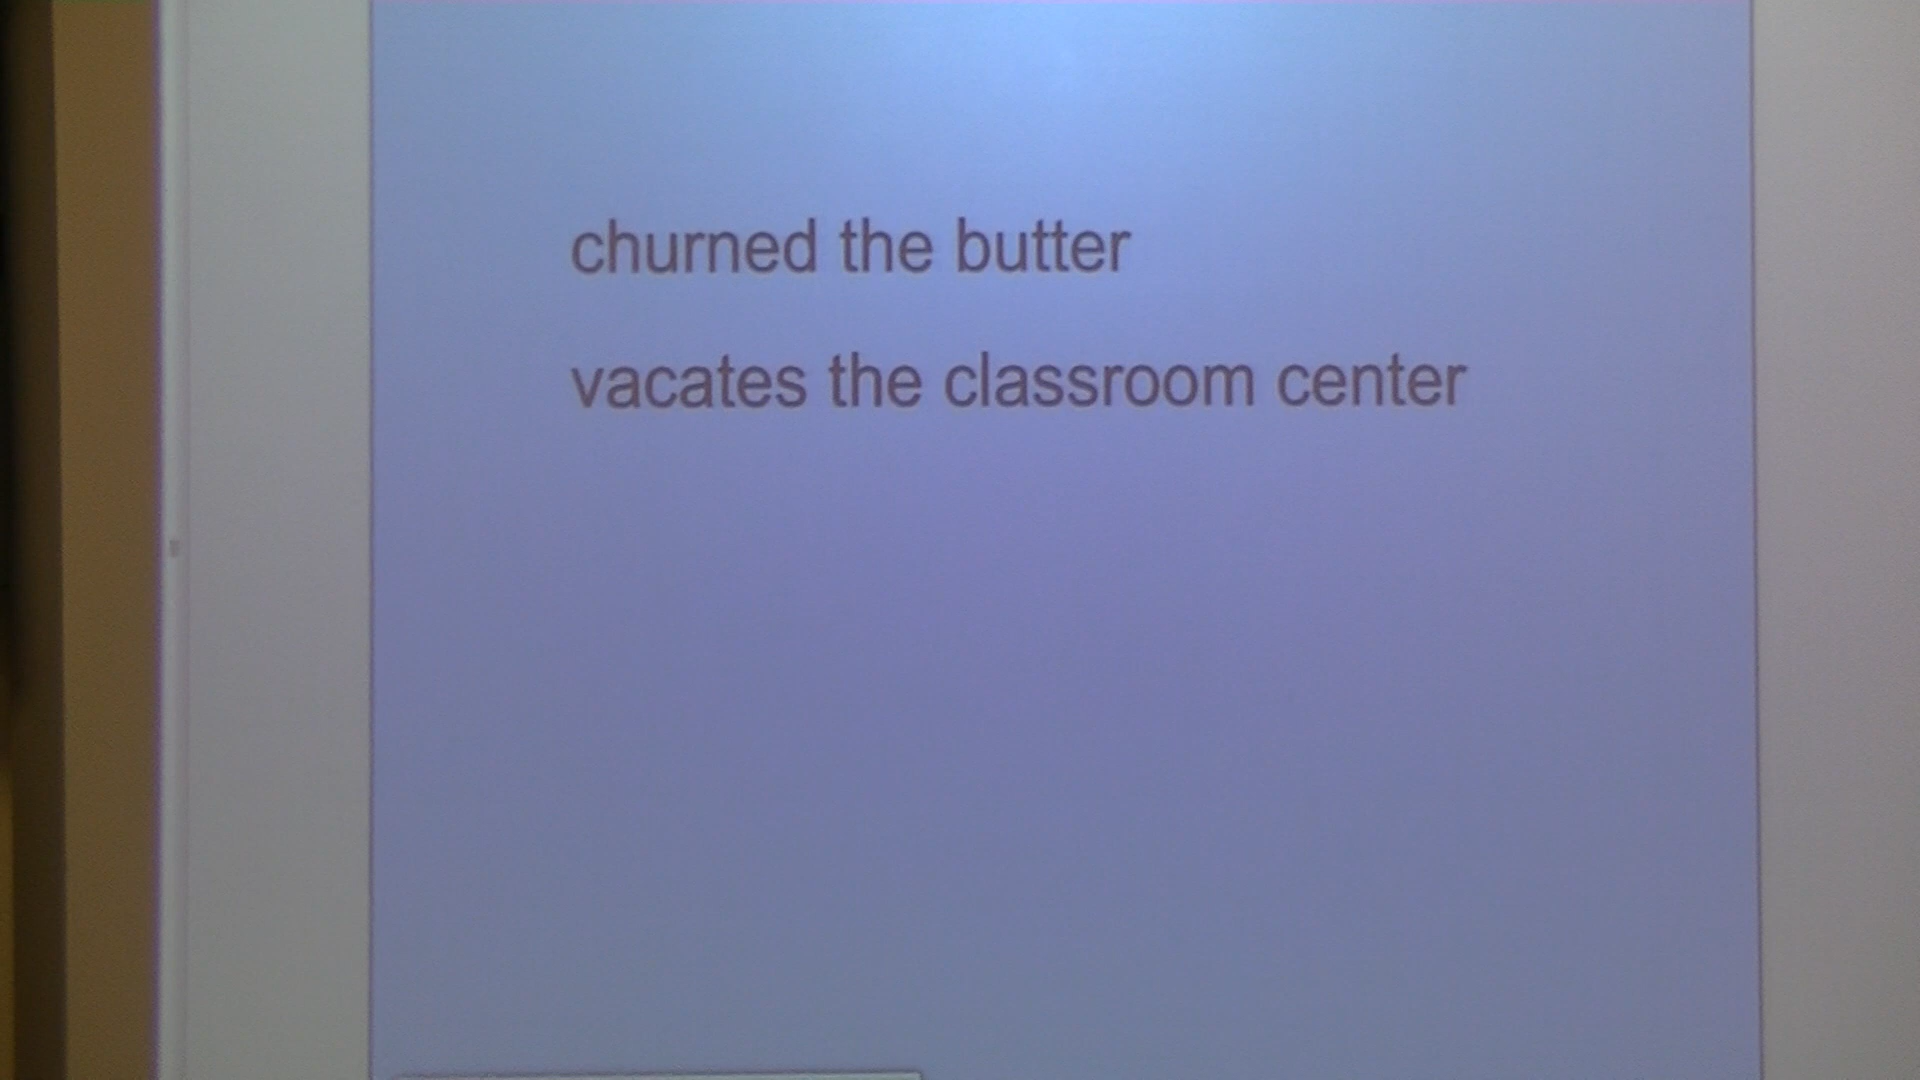 churned the butter
vacates the classroom center